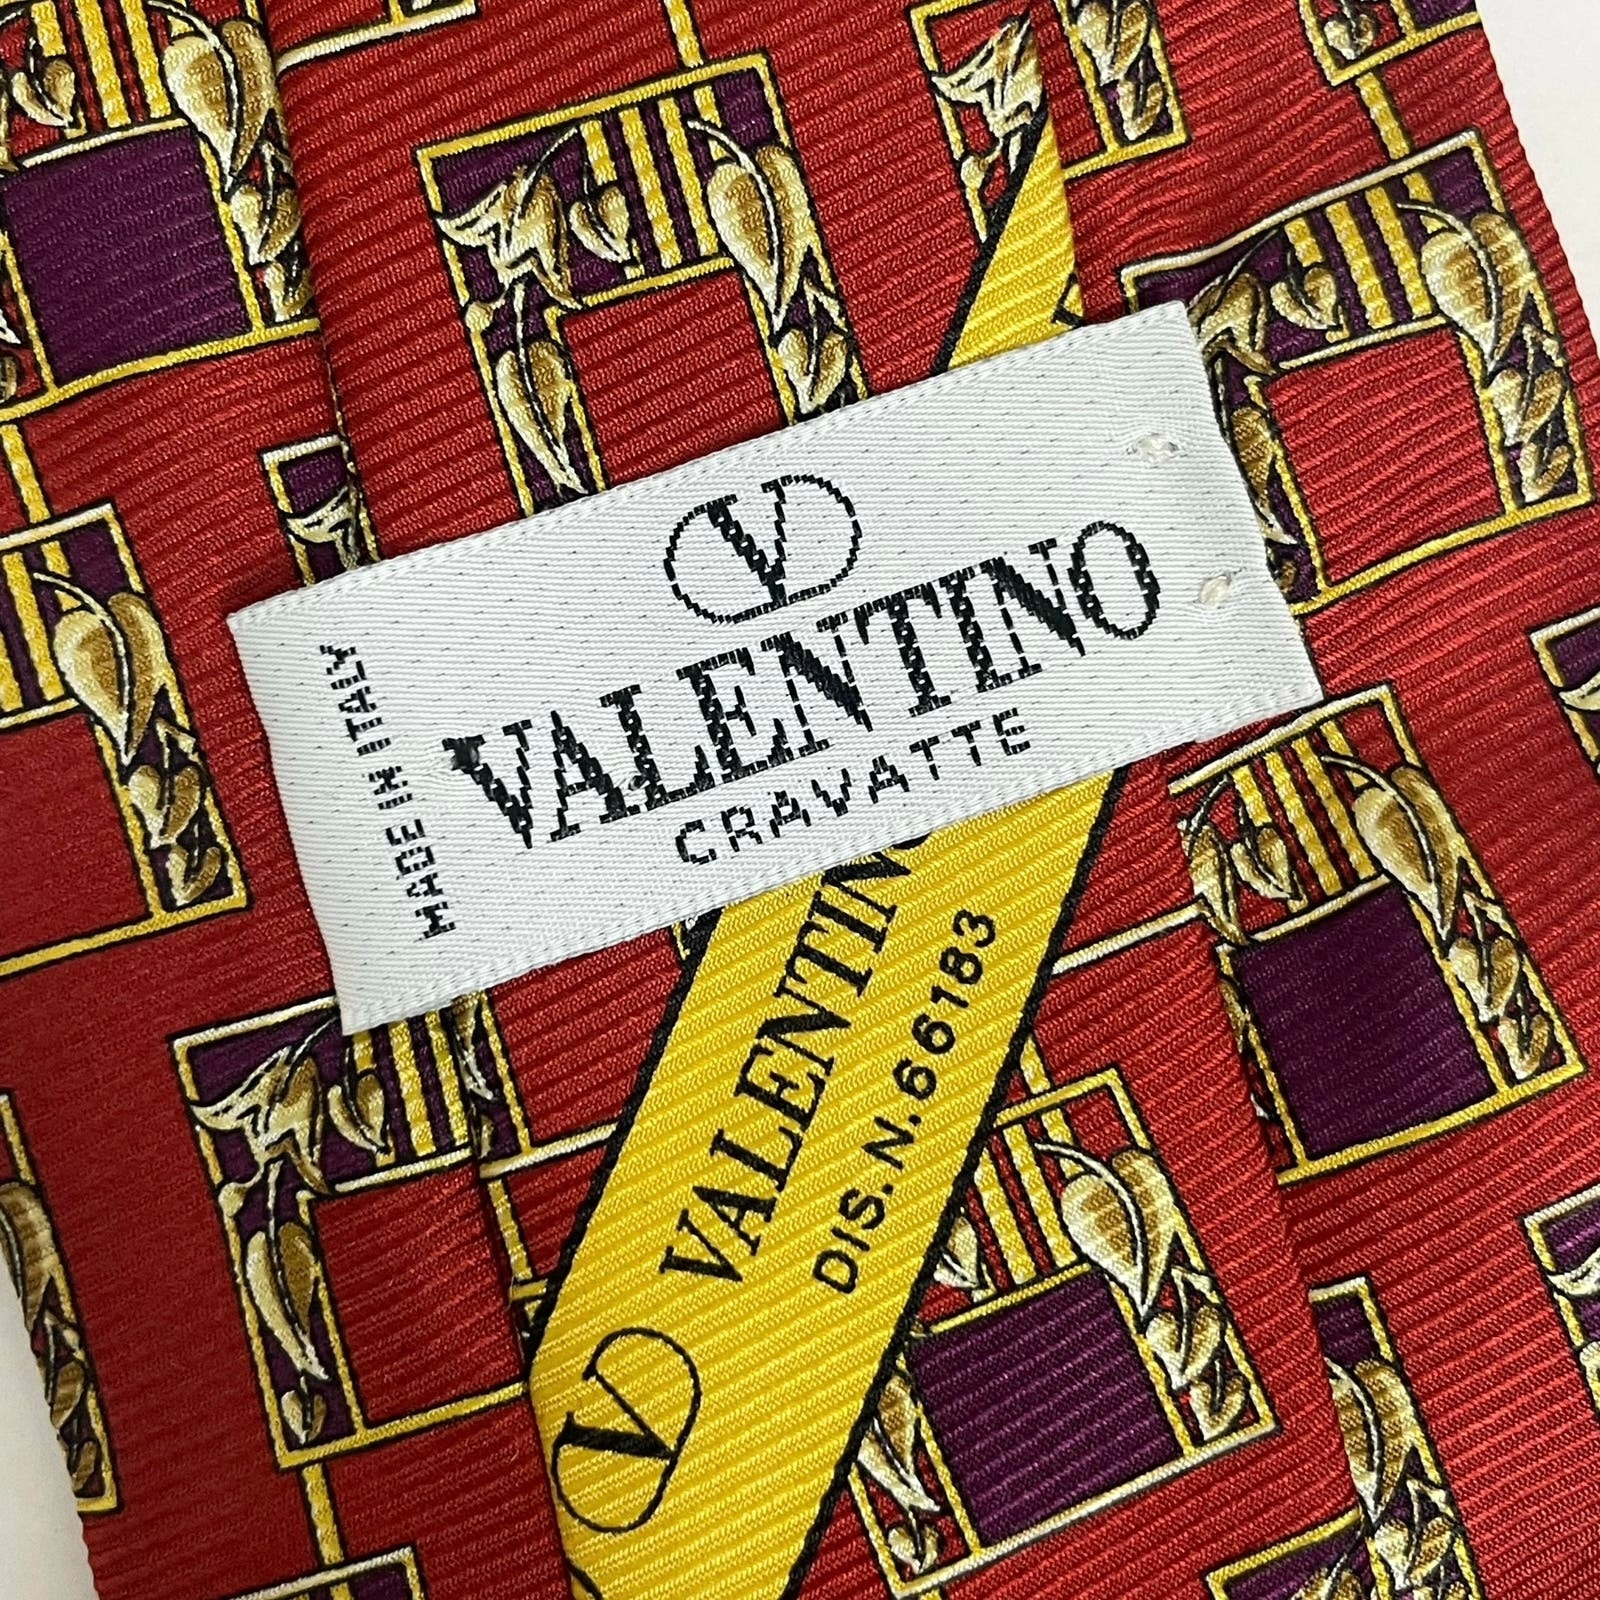 V
VALENTINO
CRAVATTE
MADE IN ITALY
V VALENTINO
DIS. N. 66183